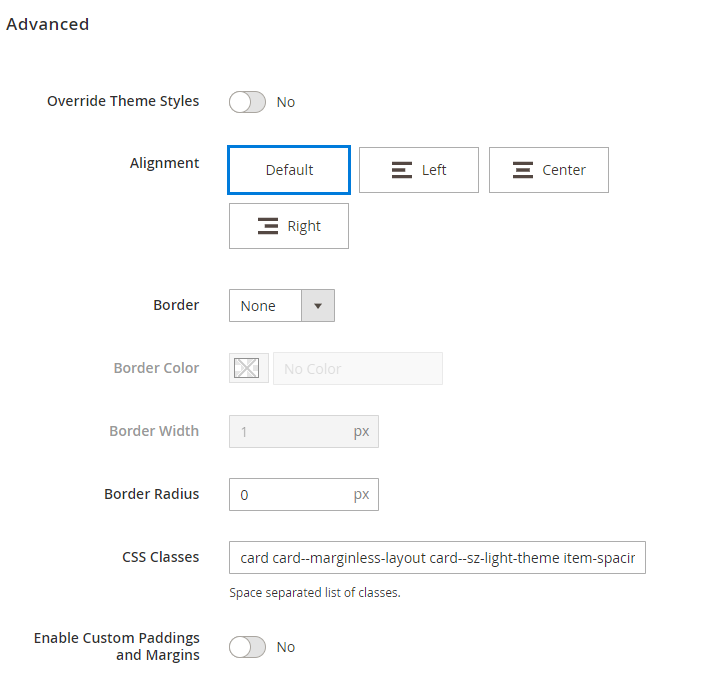 Advanced
Override Theme Styles No
Alignment Default Left Center
Right
Border None
Border Color No Color
Border Width 1 px
Border Radius 0 px
CSS Classes card card--marginless-layout card--sz-light-theme
Space separated list of classes.
Enable Custom Paddings
and Margins No